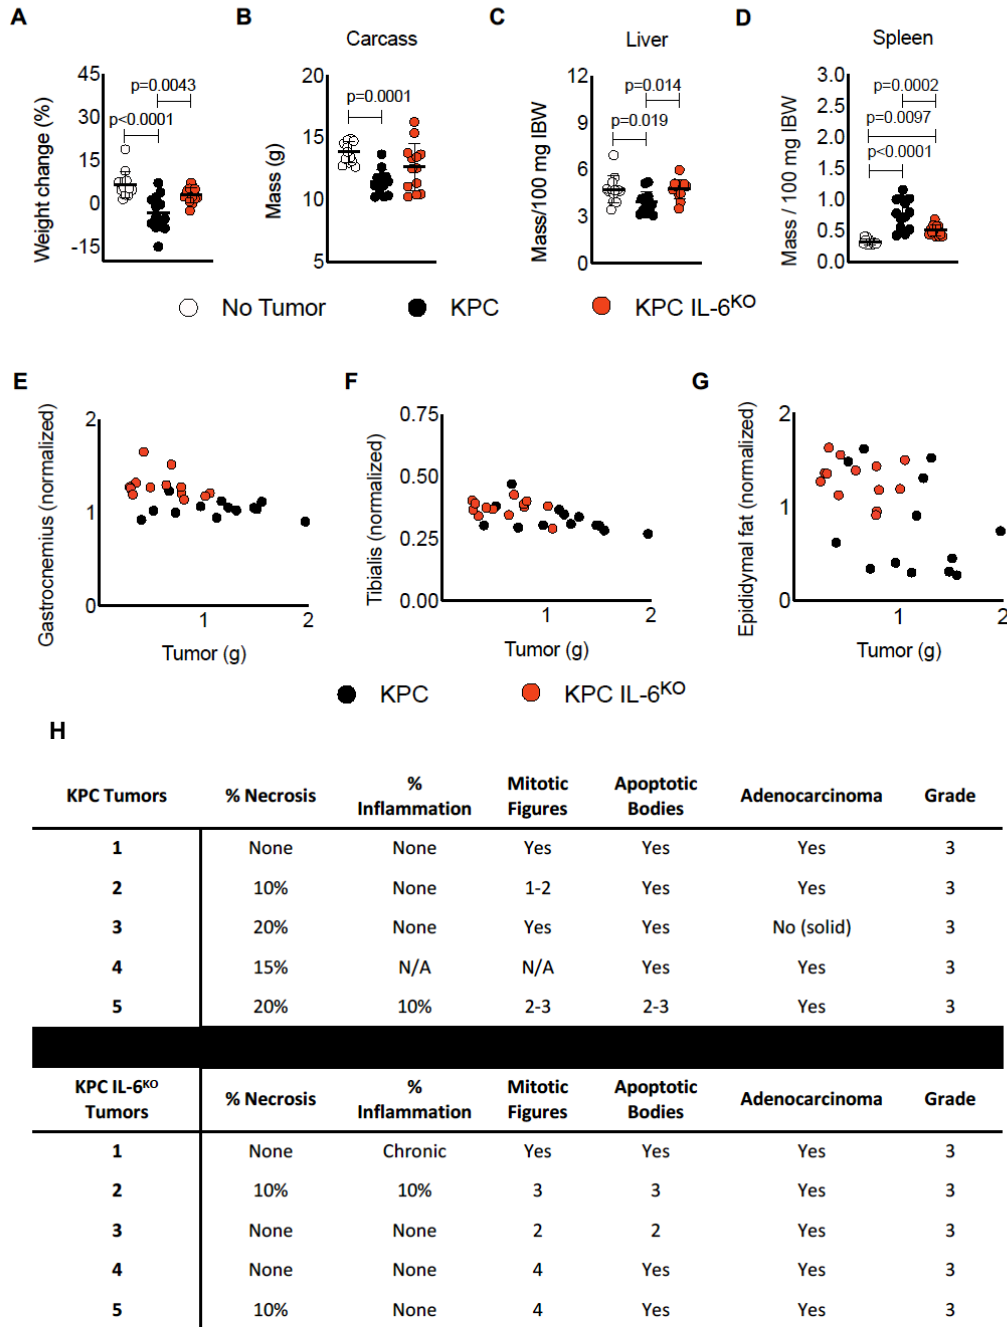 A
B
C
D
Carcass
Liver
Spleen
Weight change (%)
45
30
15
0
-15
p=0.0043
p<0.0001
Mass (g)
20
15
10
5
p=0.0001
Mass/100 mg IBW
12
9
6
3
0
p=0.014
p=0.019
Mass / 100 mg IBW
3.0
2.5
2.0
1.5
1.0
0.5
0.0
p=0.0002
p=0.0097
p<0.0001
No Tumor
KPC
KPC IL-6KO
E
F
G
Gastrocnemius (normalized)
2
1
0
1
2
Tumor (g)
Tibialis (normalized)
0.75
0.50
0.25
0.00
1
2
Tumor (g)
Epididymal fat (normalized)
2
1
0
1
2
Tumor (g)
KPC
KPC IL-6KO
H
KPC Tumors % Necrosis % Inflammation Mitotic Figures Apoptotic Bodies Adenocarcinoma Grade
1 None None Yes Yes Yes 3
2 10% None 1-2 Yes Yes 3
3 20% None Yes Yes No (solid) 3
4 15% N/A N/A Yes Yes 3
5 20% 10% 2-3 2-3 Yes 3
KPC IL-6KO Tumors % Necrosis % Inflammation Mitotic Figures Apoptotic Bodies Adenocarcinoma Grade
1 None Chronic Yes Yes Yes 3
2 10% 10% 3 3 Yes 3
3 None None 2 2 Yes 3
4 None None 4 Yes Yes 3
5 10% None 4 Yes Yes 3